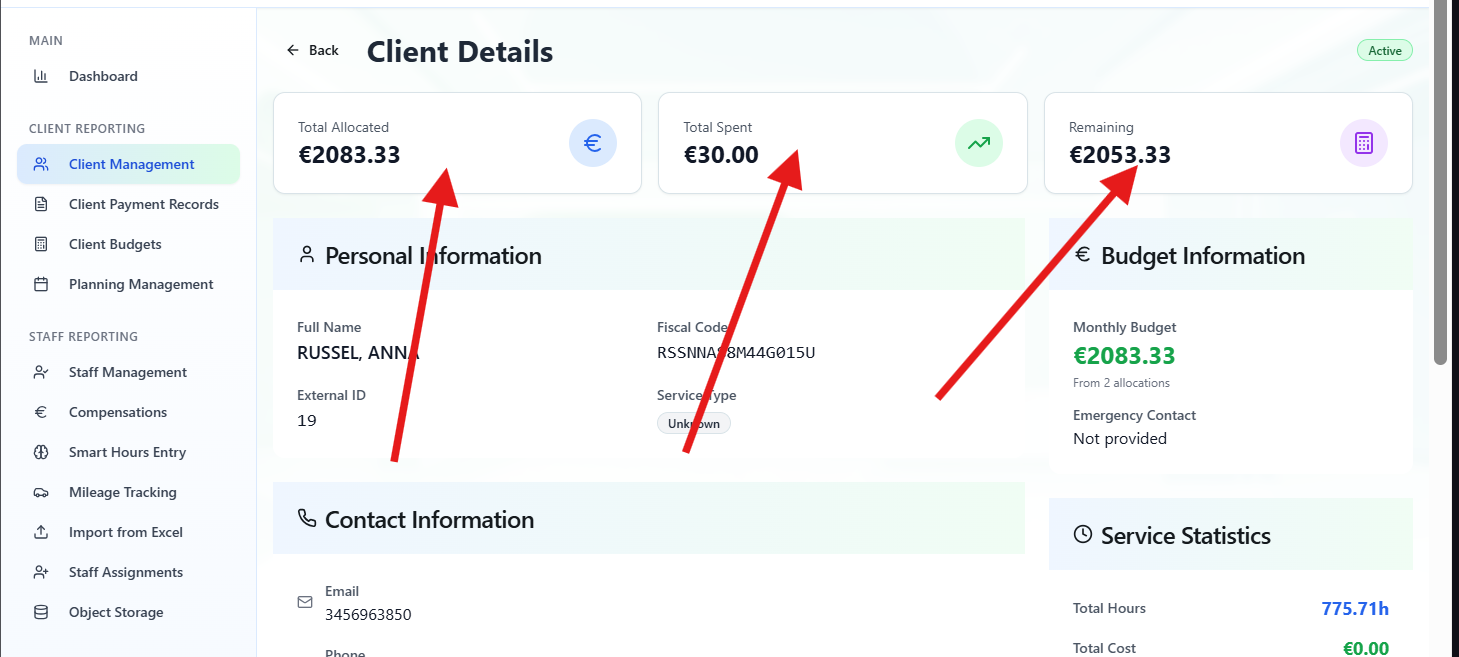 MAIN
Dashboard
CLIENT REPORTING
Client Management
Client Payment Records
Client Budgets
Planning Management
STAFF REPORTING
Staff Management
€ Compensations
Smart Hours Entry
Mileage Tracking
Import from Excel
Staff Assignments
Object Storage
← Back
Client Details
Active
Total Allocated
€2083.33
€
Total Spent
€30.00
Remaining
€2053.33
Personal Information
Full Name
RUSSEL, ANNA
Fiscal Code
RSSNNA88M44G015U
External ID
19
Service Type
Unknown
€ Budget Information
Monthly Budget
€2083.33
From 2 allocations
Emergency Contact
Not provided
Contact Information
Email
3456963850
Phone
Service Statistics
Total Hours
775.71h
Total Cost
€0.00